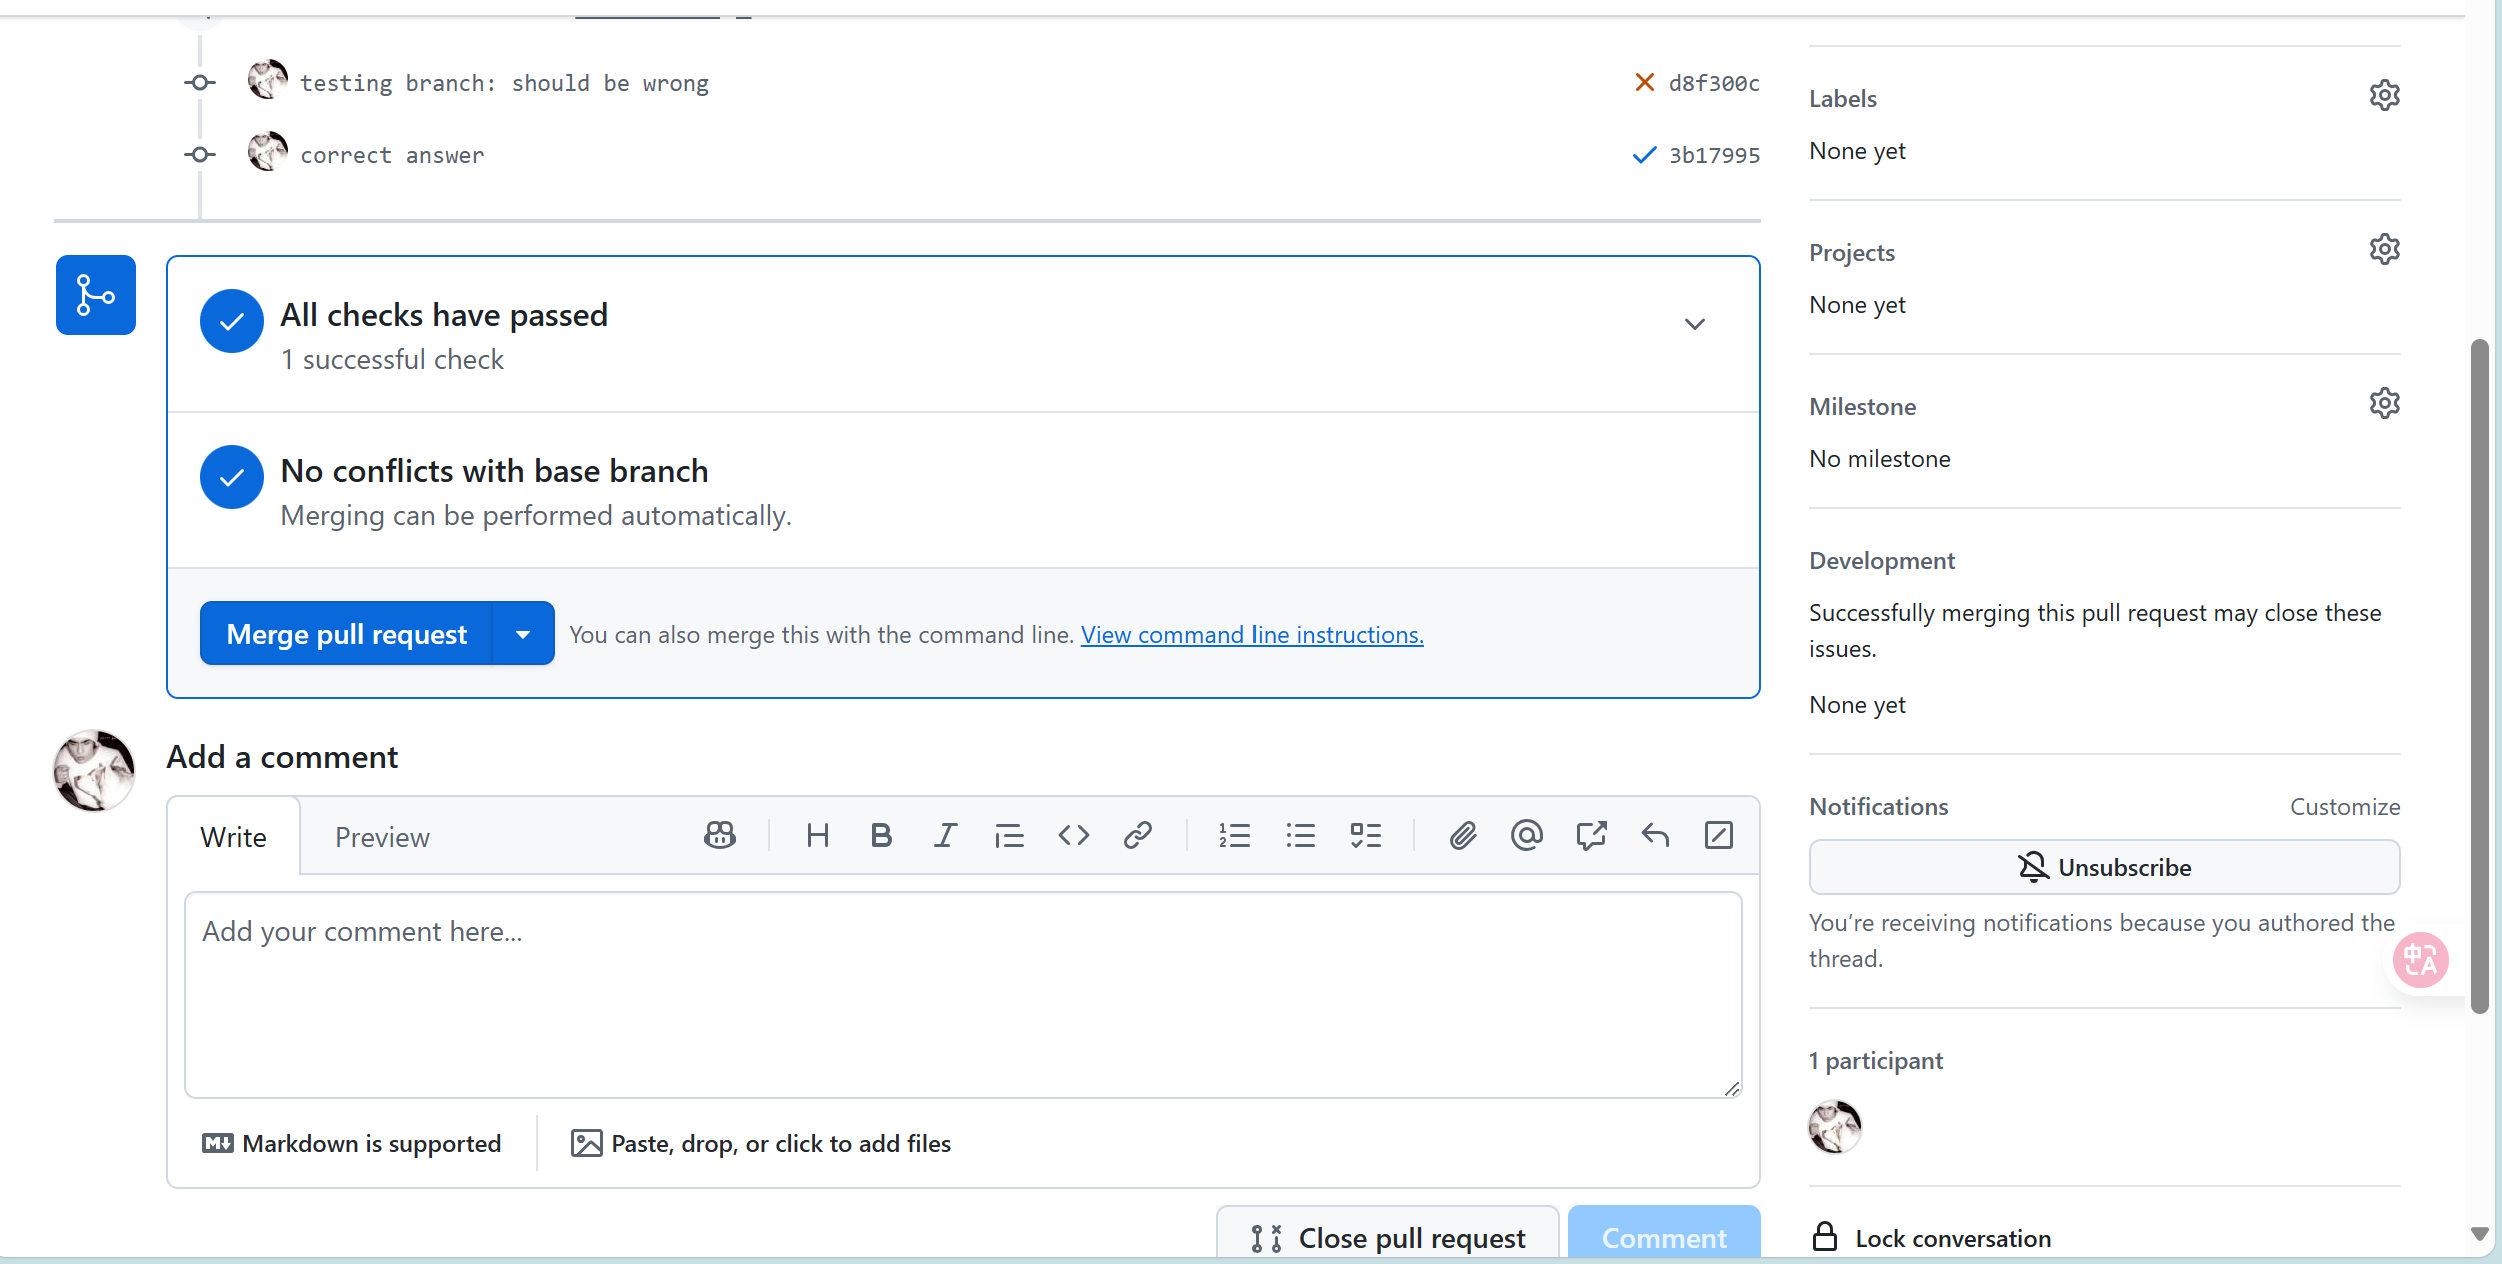 testing branch: should be wrong
d8f300c
correct answer
3b17995
All checks have passed
1 successful check
No conflicts with base branch
Merging can be performed automatically.
Merge pull request
You can also merge this with the command line. View command line instructions.
Add a comment
Write
Preview
Add your comment here...
Markdown is supported
Paste, drop, or click to add files
Close pull request
Comment
Labels
None yet
Projects
None yet
Milestone
No milestone
Development
Successfully merging this pull request may close these
issues.
None yet
Notifications
Customize
Unsubscribe
You’re receiving notifications because you authored the
thread.
中A
1 participant
Lock conversation